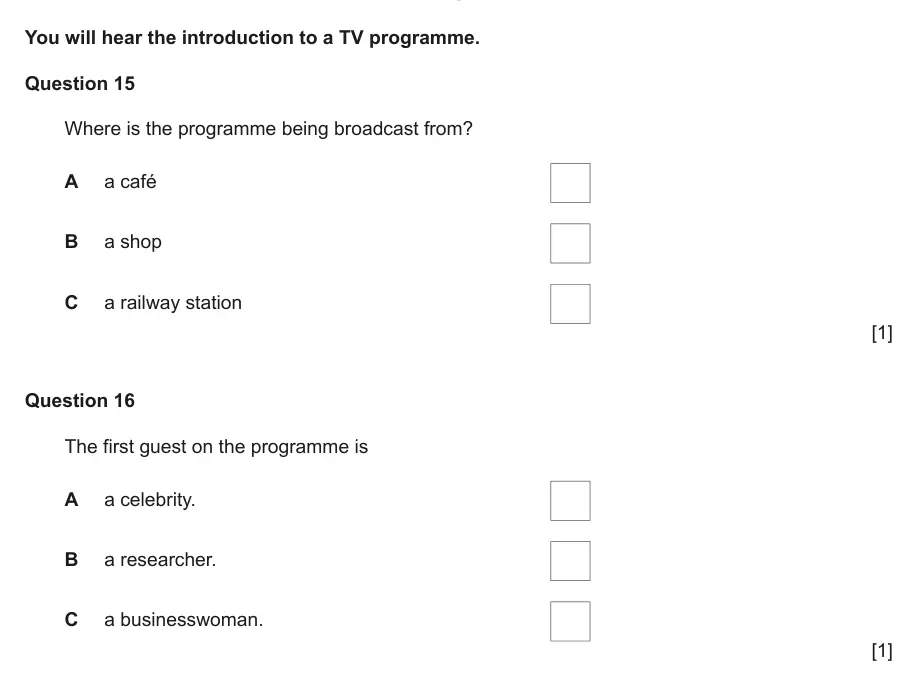 You will hear the introduction to a TV programme.
Question 15
Where is the programme being broadcast from?
A a café
B a shop
C a railway station
[1]
Question 16
The first guest on the programme is
A a celebrity.
B a researcher.
C a businesswoman.
[1]